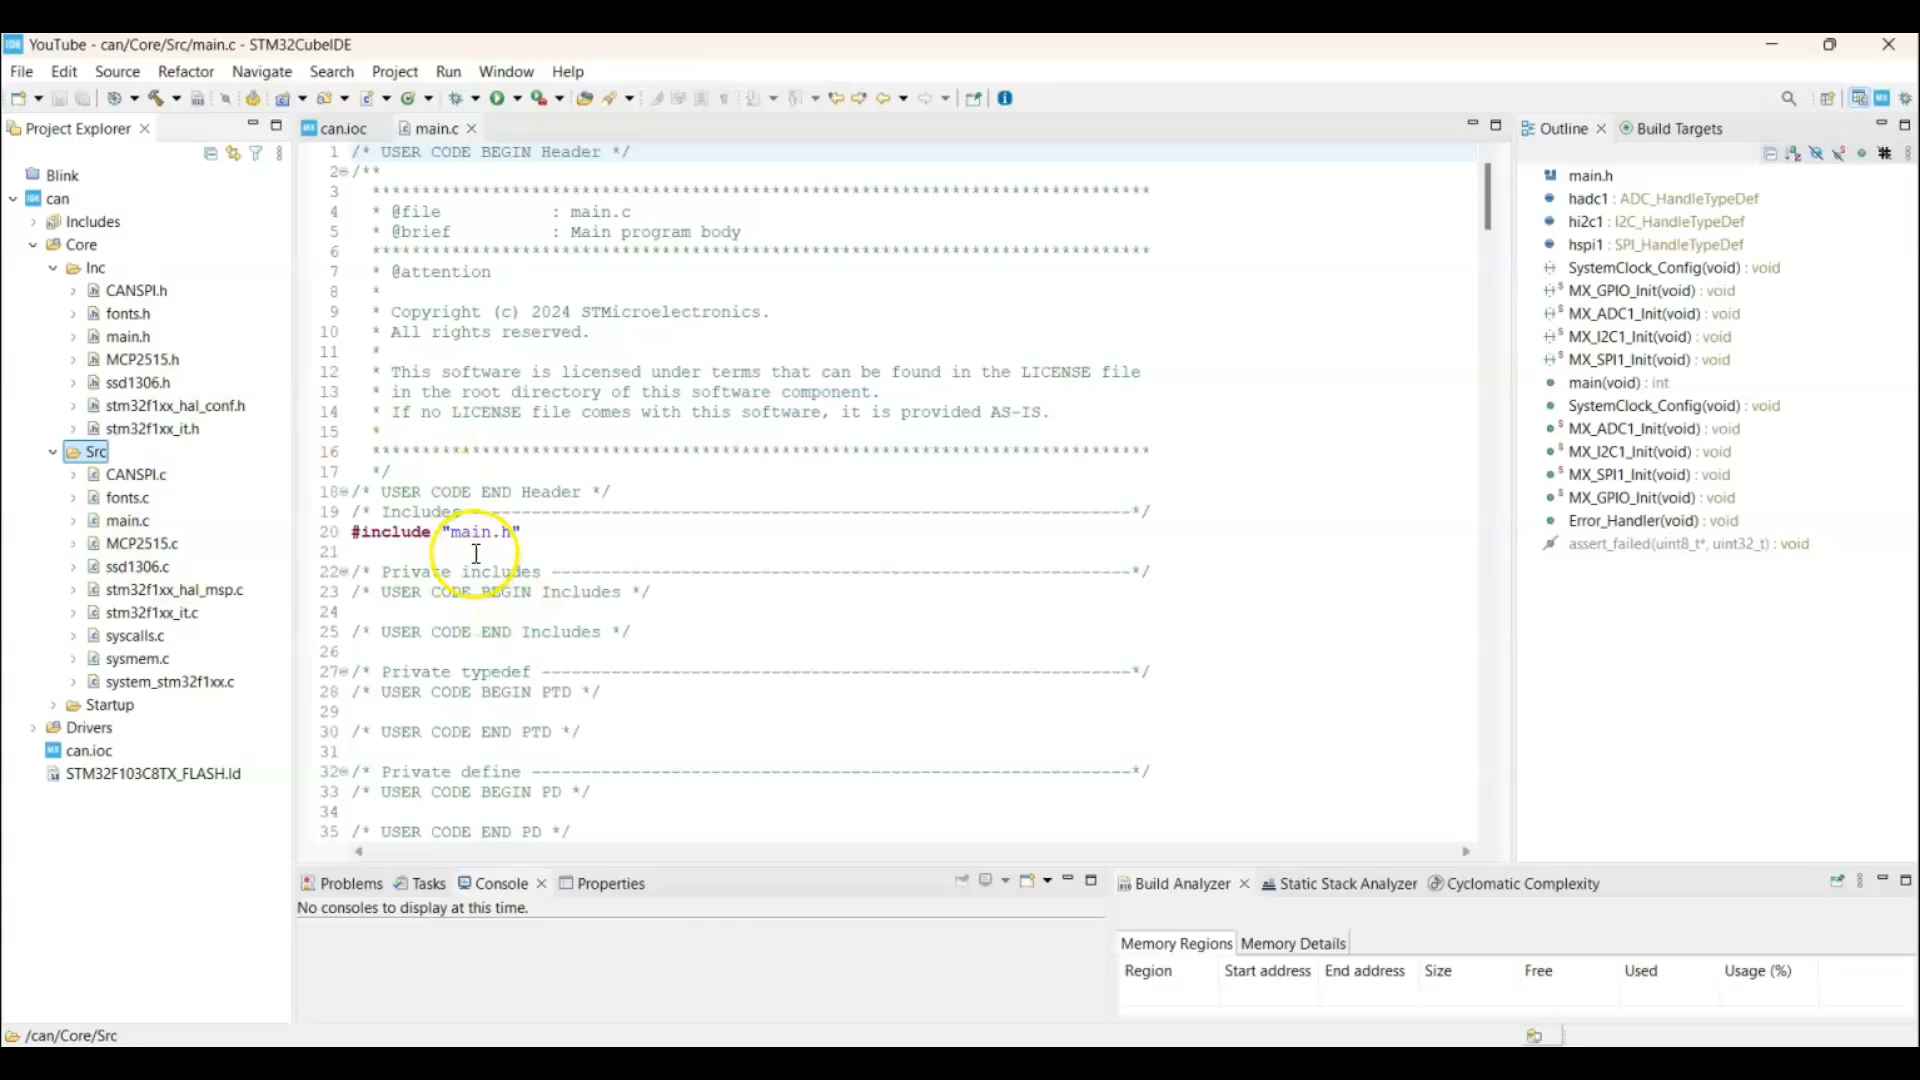 YouTube - can/Core/Src/main.c - STM32CubeIDE
File Edit Source Refactor Navigate Search Project Run Window Help
Project Explorer
Blink
can
Includes
Core
Inc
CANSPI.h
fonts.h
main.h
MCP2515.h
ssd1306.h
stm32f1xx_hal_conf.h
stm32f1xx_it.h
Src
CANSPI.c
fonts.c
main.c
MCP2515.c
ssd1306.c
stm32f1xx_hal_msp.c
stm32f1xx_it.c
syscalls.c
sysmem.c
system_stm32f1xx.c
Startup
Drivers
can.ioc
STM32F103C8TX_FLASH.ld
can.ioc main.c
1 /* USER CODE BEGIN Header */
2 /**
3 ******************************************************************************
4 * @file : main.c
5 * @brief : Main program body
6 ******************************************************************************
7 * @attention
8 *
9 * Copyright (c) 2024 STMicroelectronics.
10 * All rights reserved.
11 *
12 * This software is licensed under terms that can be found in the LICENSE file
13 * in the root directory of this software component.
14 * If no LICENSE file comes with this software, it is provided AS-IS.
15 *
16 ******************************************************************************
17 */
18 /* USER CODE END Header */
19 /* Includes ------------------------------------------------------------------*/
20 #include "main.h"
21
22 /* Private includes ----------------------------------------------------------*/
23 /* USER CODE BEGIN Includes */
24
25 /* USER CODE END Includes */
26
27 /* Private typedef -----------------------------------------------------------*/
28 /* USER CODE BEGIN PTD */
29
30 /* USER CODE END PTD */
31
32 /* Private define ------------------------------------------------------------*/
33 /* USER CODE BEGIN PD */
34
35 /* USER CODE END PD */
Outline Build Targets
main.h
hadc1 : ADC_HandleTypeDef
hi2c1 : I2C_HandleTypeDef
hspi1 : SPI_HandleTypeDef
SystemClock_Config(void) : void
MX_GPIO_Init(void) : void
MX_ADC1_Init(void) : void
MX_I2C1_Init(void) : void
MX_SPI1_Init(void) : void
main(void) : int
SystemClock_Config(void) : void
MX_ADC1_Init(void) : void
MX_I2C1_Init(void) : void
MX_SPI1_Init(void) : void
MX_GPIO_Init(void) : void
Error_Handler(void) : void
assert_failed(uint8_t*, uint32_t) : void
Problems Tasks Console Properties
No consoles to display at this time.
Build Analyzer Static Stack Analyzer Cyclomatic Complexity
Memory Regions Memory Details
Region Start address End address Size Free Used Usage (%)
/can/Core/Src